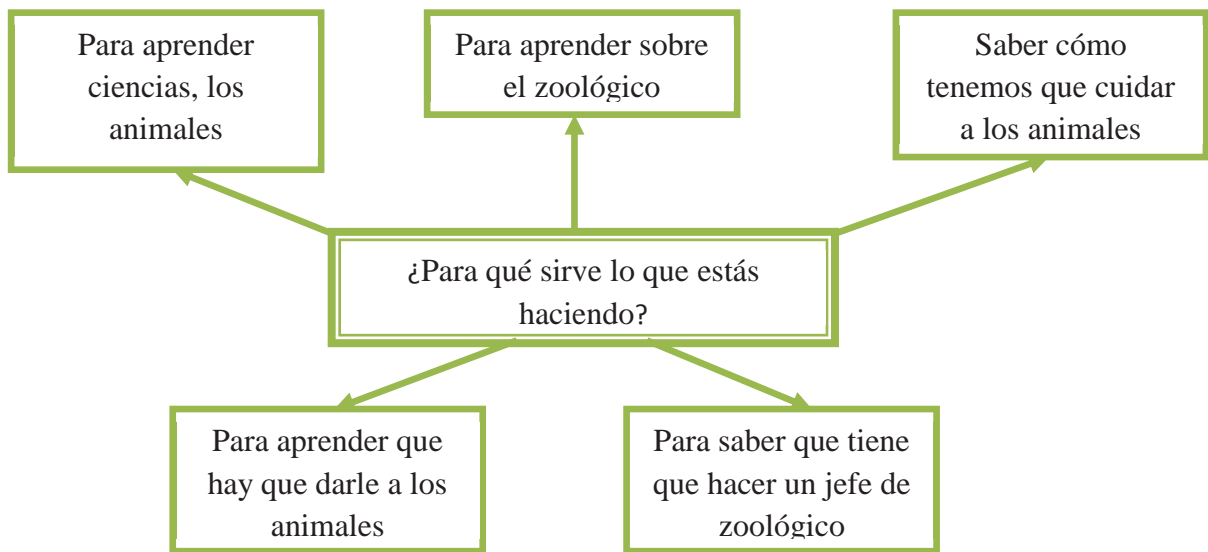 Para aprender
ciencias, los
animales
Para aprender sobre
el zoológico
Saber cómo
tenemos que cuidar
a los animales
¿Para qué sirve lo que estás
haciendo?
Para aprender que
hay que darle a los
animales
Para saber que tiene
que hacer un jefe de
zoológico